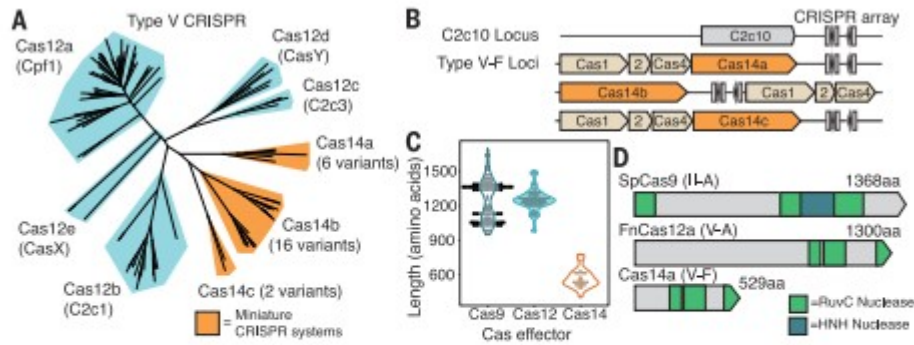 A
Type V CRISPR
Cas12a
(Cpf1)
Cas12d
(CasY)
Cas12c
(C2c3)
Cas14a
(6 variants)
Cas14b
(16 variants)
Cas14c (2 variants)
Cas12e
(CasX)
Cas12b
(C2c1)
= Miniature
CRISPR systems
B
CRISPR array
C2c10 Locus
C2c10
Type V-F Loci
Cas1 2 Cas4 Cas14a
Cas14b Cas1 2 Cas4
Cas1 2 Cas4 Cas14c
C
Length (amino acids)
1500
1200
900
600
Cas9 Cas12 Cas14
Cas effector
D
SpCas9 (II-A) 1368aa
FnCas12a (V-A) 1300aa
Cas14a (V-F)
529aa
=RuvC Nuclease
=HNH Nuclease